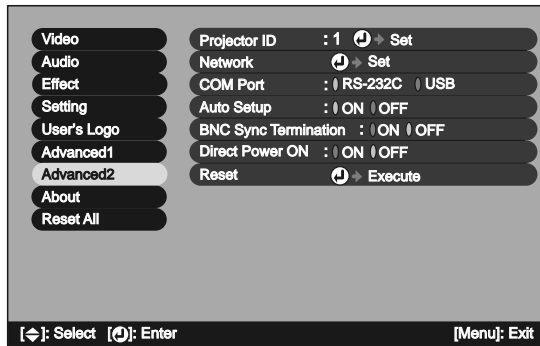 Video
Audio
Effect
Setting
User's Logo
Advanced1
Advanced2
About
Reset All
Projector ID : 1 Set
Network Set
COM Port : RS-232C USB
Auto Setup : ON OFF
BNC Sync Termination : ON OFF
Direct Power ON : ON OFF
Reset Execute
[ ]: Select [ ]: Enter [Menu]: Exit